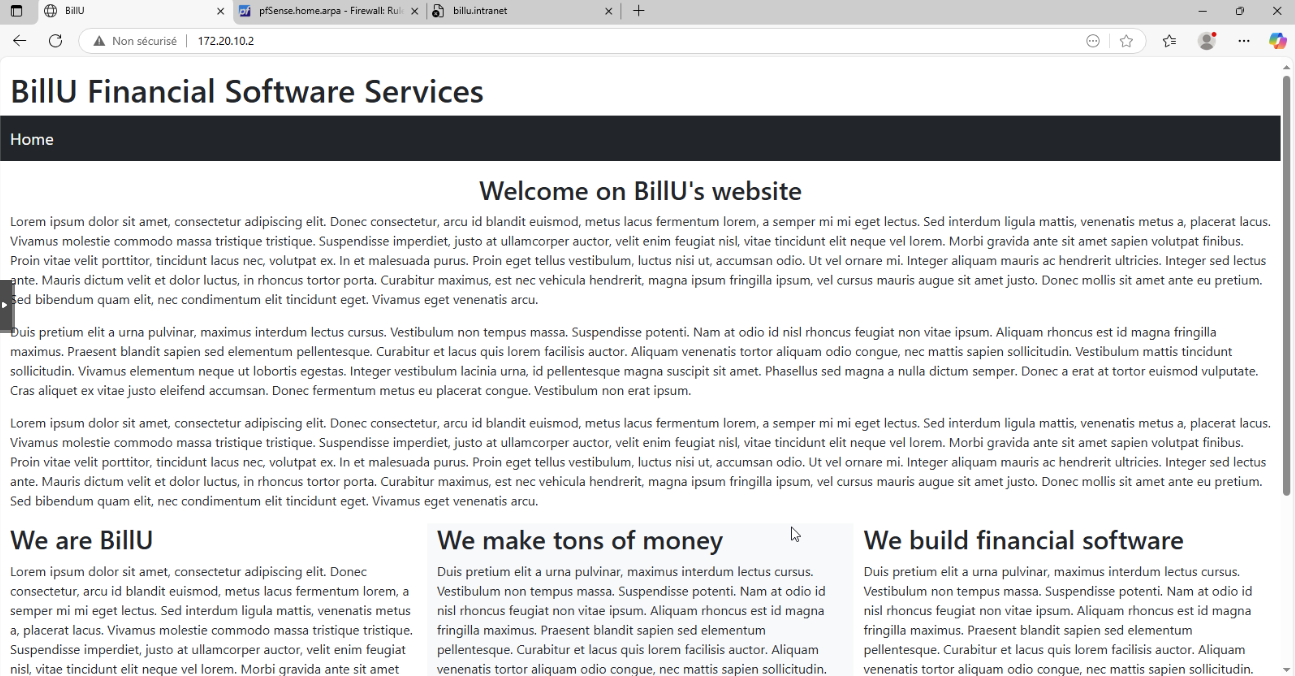 BillU
pfSense.home.arpa - Firewall: Rul
billu.intranet
Non sécurisé
172.20.10.2
BillU Financial Software Services
Home
Welcome on BillU's website
Lorem ipsum dolor sit amet, consectetur adipiscing elit. Donec consectetur, arcu id blandit euismod, metus lacus fermentum lorem, a semper mi mi eget lectus. Sed interdum ligula mattis, venenatis metus a, placerat lacus.
Vivamus molestie commodo massa tristique tristique. Suspendisse imperdiet, justo at ullamcorper auctor, velit enim feugiat nisl, vitae tincidunt elit neque vel lorem. Morbi gravida ante sit amet sapien volutpat finibus.
Proin vitae velit porttitor, tincidunt lacus nec, volutpat ex. In et malesuada purus. Proin eget tellus vestibulum, luctus nisi ut, accumsan odio. Ut vel ornare mi. Integer aliquam mauris ac hendrerit ultricies. Integer sed lectus
ante. Mauris dictum velit et dolor luctus, in rhoncus tortor porta. Curabitur maximus, est nec vehicula hendrerit, magna ipsum fringilla ipsum, vel cursus mauris augue sit amet justo. Donec mollis sit amet ante eu pretium.
Sed bibendum quam elit, nec condimentum elit tincidunt eget. Vivamus eget venenatis arcu.
Duis pretium elit a urna pulvinar, maximus interdum lectus cursus. Vestibulum non tempus massa. Suspendisse potenti. Nam at odio id nisl rhoncus feugiat non vitae ipsum. Aliquam rhoncus est id magna fringilla
maximus. Praesent blandit sapien sed elementum pellentesque. Curabitur et lacus quis lorem facilisis auctor. Aliquam venenatis tortor aliquam odio congue, nec mattis sapien sollicitudin. Vestibulum mattis tincidunt
sollicitudin. Vivamus elementum neque ut lobortis egestas. Integer vestibulum lacinia urna, id pellentesque magna suscipit sit amet. Phasellus sed magna a nulla dictum semper. Donec a erat at tortor euismod vulputate.
Cras aliquet ex vitae justo eleifend accumsan. Donec fermentum metus eu placerat congue. Vestibulum non erat ipsum.
Lorem ipsum dolor sit amet, consectetur adipiscing elit. Donec consectetur, arcu id blandit euismod, metus lacus fermentum lorem, a semper mi mi eget lectus. Sed interdum ligula mattis, venenatis metus a, placerat lacus.
Vivamus molestie commodo massa tristique tristique. Suspendisse imperdiet, justo at ullamcorper auctor, velit enim feugiat nisl, vitae tincidunt elit neque vel lorem. Morbi gravida ante sit amet sapien volutpat finibus.
Proin vitae velit porttitor, tincidunt lacus nec, volutpat ex. In et malesuada purus. Proin eget tellus vestibulum, luctus nisi ut, accumsan odio. Ut vel ornare mi. Integer aliquam mauris ac hendrerit ultricies. Integer sed lectus
ante. Mauris dictum velit et dolor luctus, in rhoncus tortor porta. Curabitur maximus, est nec vehicula hendrerit, magna ipsum fringilla ipsum, vel cursus mauris augue sit amet justo. Donec mollis sit amet ante eu pretium.
Sed bibendum quam elit, nec condimentum elit tincidunt eget. Vivamus eget venenatis arcu.
We are BillU
Lorem ipsum dolor sit amet, consectetur adipiscing elit. Donec
consectetur, arcu id blandit euismod, metus lacus fermentum lorem, a
semper mi mi eget lectus. Sed interdum ligula mattis, venenatis metus
a, placerat lacus. Vivamus molestie commodo massa tristique tristique.
Suspendisse imperdiet, justo at ullamcorper auctor, velit enim feugiat
nisl, vitae tincidunt elit neque vel lorem. Morbi gravida ante sit amet
We make tons of money
Duis pretium elit a urna pulvinar, maximus interdum lectus cursus.
Vestibulum non tempus massa. Suspendisse potenti. Nam at odio id
nisl rhoncus feugiat non vitae ipsum. Aliquam rhoncus est id magna
fringilla maximus. Praesent blandit sapien sed elementum
pellentesque. Curabitur et lacus quis lorem facilisis auctor. Aliquam
venenatis tortor aliquam odio congue, nec mattis sapien sollicitudin.
We build financial software
Duis pretium elit a urna pulvinar, maximus interdum lectus cursus.
Vestibulum non tempus massa. Suspendisse potenti. Nam at odio id
nisl rhoncus feugiat non vitae ipsum. Aliquam rhoncus est id magna
fringilla maximus. Praesent blandit sapien sed elementum
pellentesque. Curabitur et lacus quis lorem facilisis auctor. Aliquam
venenatis tortor aliquam odio congue, nec mattis sapien sollicitudin.